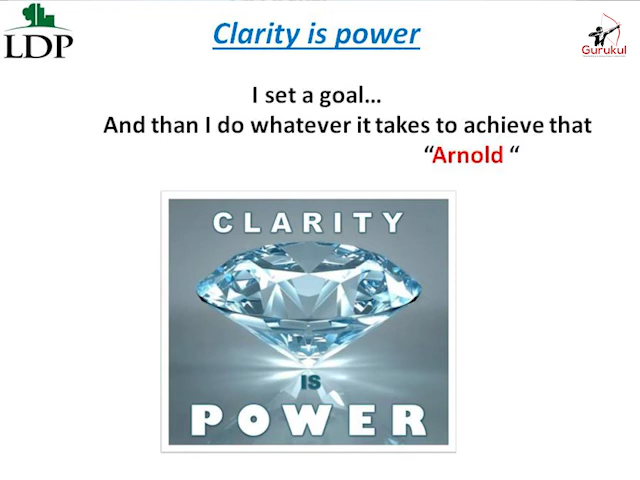 LDP
Clarity is power
Gurukul
I set a goal...
And than I do whatever it takes to achieve that
“Arnold “
CLARITY
IS
POWER